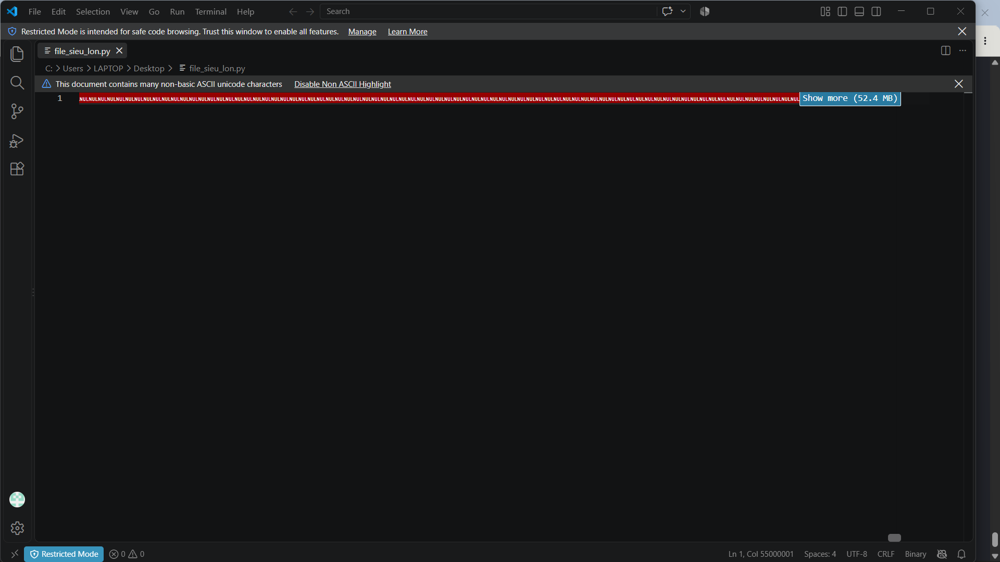 File Edit Selection View Go Run Terminal Help Search
Restricted Mode is intended for safe code browsing. Trust this window to enable all features. Manage Learn More
file_sieu_lon.py
C: > Users > LAPTOP > Desktop > file_sieu_lon.py
This document contains many non-basic ASCII unicode characters Disable Non ASCII Highlight
1 NULNULNULNULNULNULNULNULNULNULNULNULNULNULNULNULNULNULNULNULNULNULNULNULNULNULNULNULNULNULNULNULNULNULNULNULNULNULNULNULNULNULNULNULNULNULNULNULNULNULNULNULNULNULNULNULNULNULNULNULNULNULNULNULNULNULNULNULNULNULNULNULNULNULNULNULNULNULNUL Show more (52.4 MB)
Restricted Mode 0 0 Ln 1, Col 55000001 Spaces: 4 UTF-8 CRLF Binary